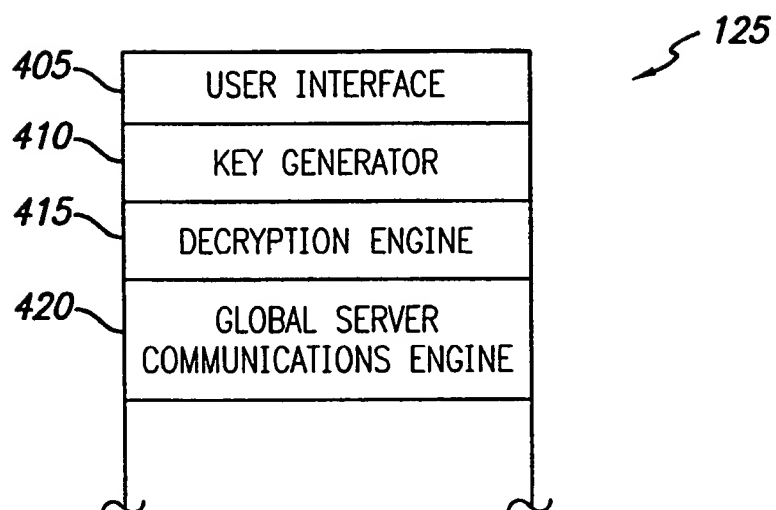 125
405
USER INTERFACE
410
KEY GENERATOR
415
DECRYPTION ENGINE
420
GLOBAL SERVER
COMMUNICATIONS ENGINE